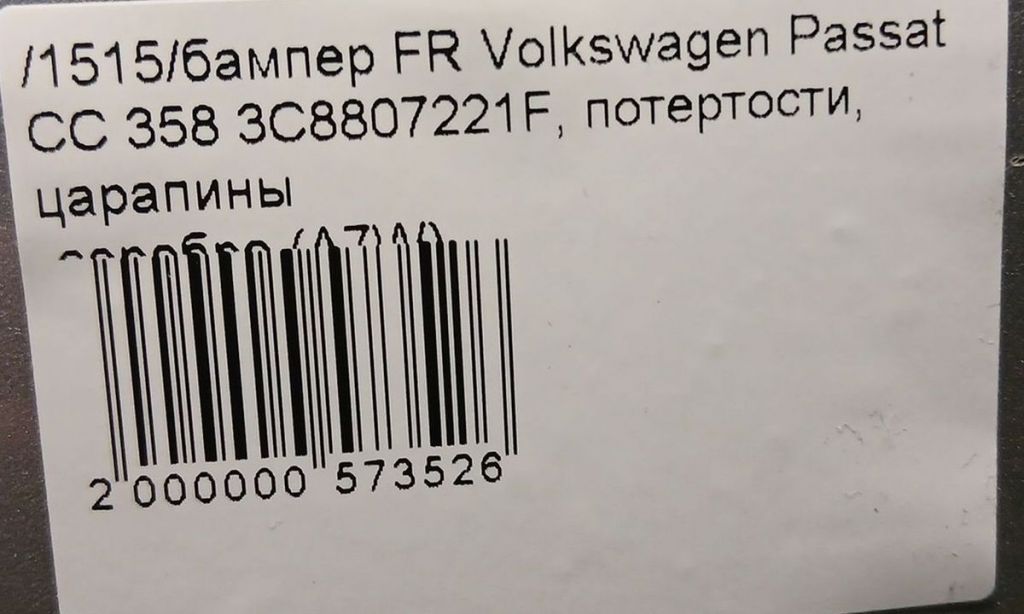 /1515/бампер FR Volkswagen Passat
CC 358 3C8807221F, потертости,
царапины
2 000000 573526